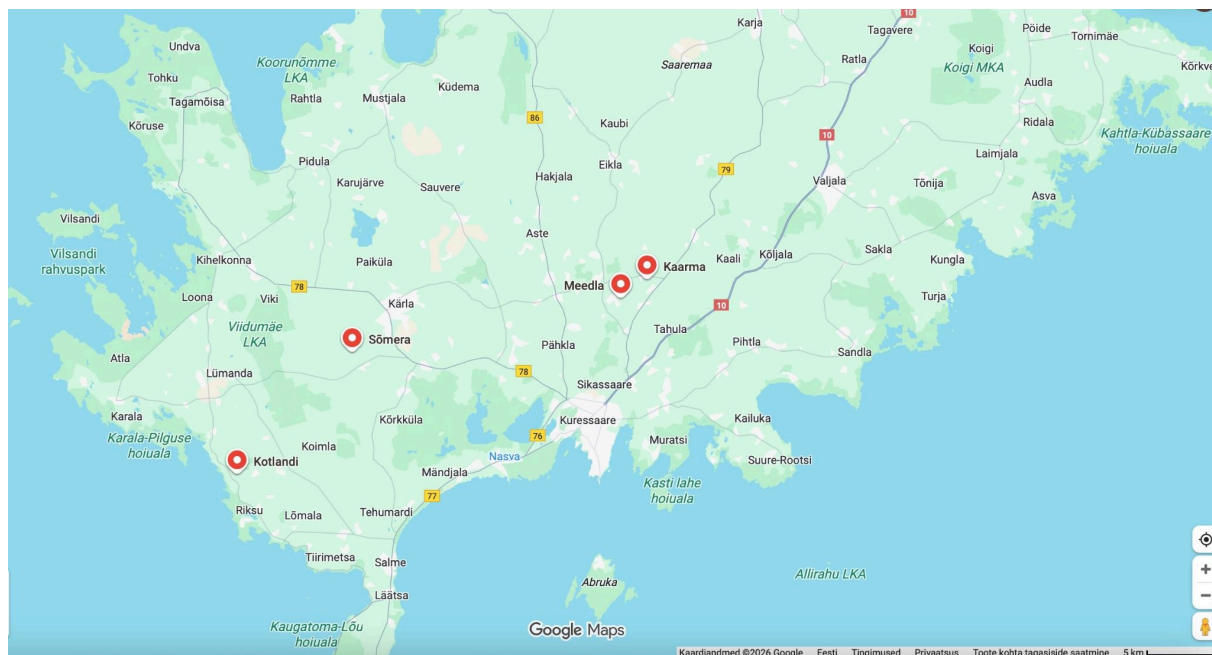 10
Karja
Tagavere
Pöide
Koigi
Tornimäe
Undva
Koorunõmme
LKA
Ratla
Koigi MKA
Saaremaa
Kõrkve
Tohku
Küdema
Audla
Tagamõisa
Rahtla
Mustjala
86
Kaubi
Ridala
Kõruse
10
Kahtla-Kübassaare
hoiuala
Pidula
Eikla
79
Laimjala
Hakjala
Karujärve
Sauvere
Valjala
Tõnija
Asva
Vilsandi
Aste
Vilsandi
rahvuspark
Kihelkonna
Paiküla
Kaarma
Kaali
Kõljala
Sakla
Kungla
Meedla
78
Loona
Viki
Kärla
10
Turja
Viidumäe
LKA
Sõmera
Tahula
Pähkla
Pihtla
Sandla
Atla
Lümanda
78
Sikassaare
Karala
Kõrkküla
Kuressaare
Kailuka
Karala-Pilguse
hoiuala
Koimla
76
Muratsi
Kotlandi
Nasva
Suure-Rootsi
Mändjala
Kasti lahe
hoiuala
77
Riksu
Lõmala
Tehumardi
Tiirimetsa
Salme
Allirahu LKA
Abruka
Läätsa
Kaugatoma-Lõu
hoiuala
Google Maps
Kaardiandmed ©2026 Google Eesti Tingimused Privaatsus Toote kohta tagasiside saatmine 5 km